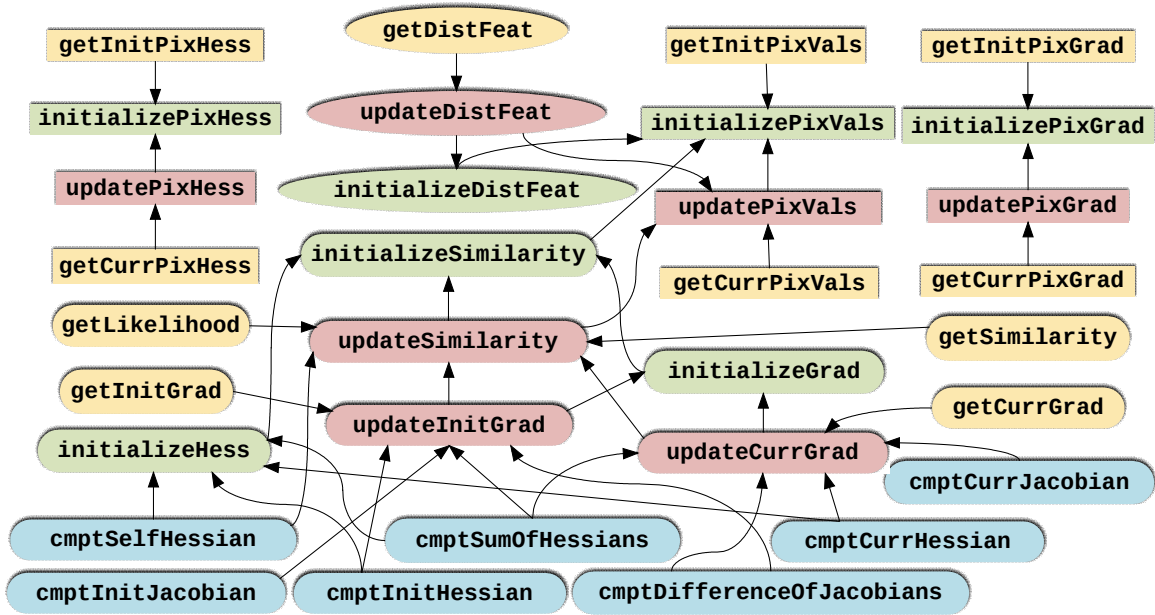 getInitPixHess
getDistFeat
getInitPixVals
getInitPixGrad
initializePixHess
updateDistFeat
initializePixVals
initializePixGrad
updatePixHess
initializeDistFeat
updatePixVals
updatePixGrad
getCurrPixHess
initializeSimilarity
getCurrPixVals
getCurrPixGrad
getLikelihood
updateSimilarity
getSimilarity
getInitGrad
initializeGrad
updateInitGrad
getCurrGrad
initializeHess
updateCurrGrad
cmptCurrJacobian
cmptSelfHessian
cmptSumOfHessians
cmptCurrHessian
cmptInitJacobian
cmptInitHessian
cmptDifferenceOfJacobians